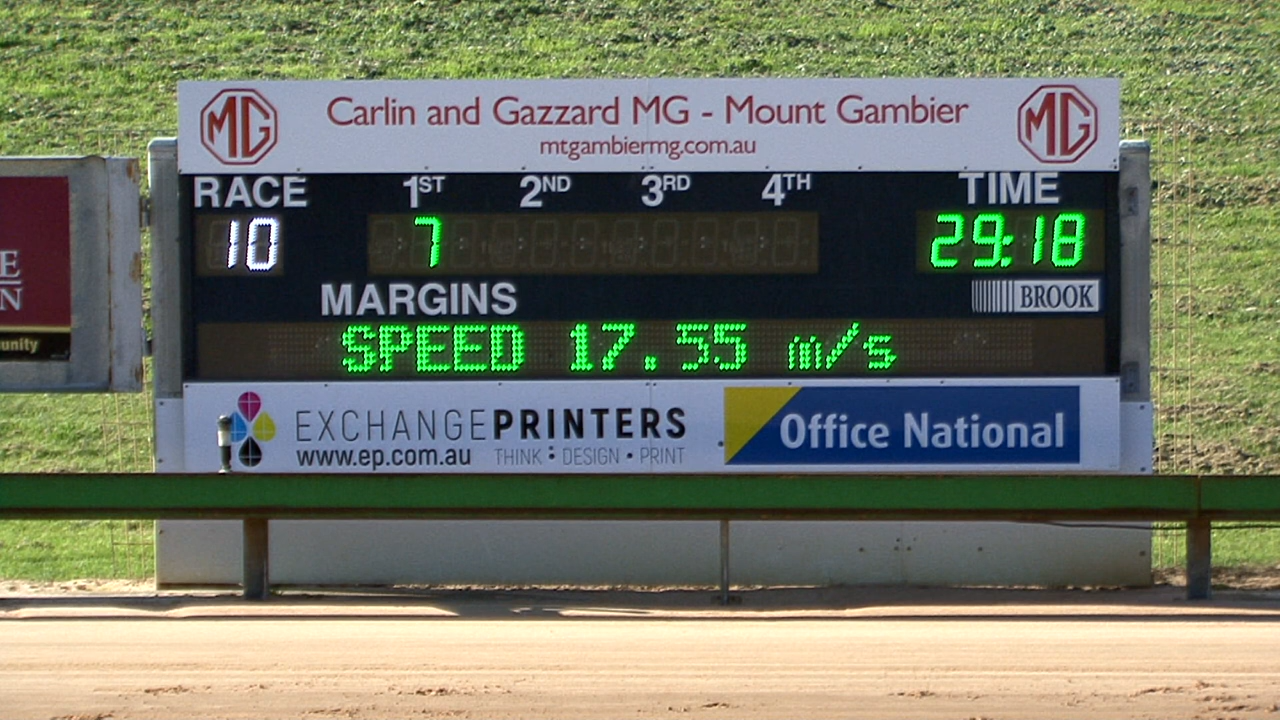 MG Carlin and Gazzard MG - Mount Gambier MG
mtgambiermg.com.au
RACE 1ST 2ND 3RD 4TH TIME
10 7 29:18
MARGINS BROOK
SPEED 17.55 m/s
EXCHANGEPRINTERS
www.ep.com.au THINK : DESIGN • PRINT
Office National
E
N
unity